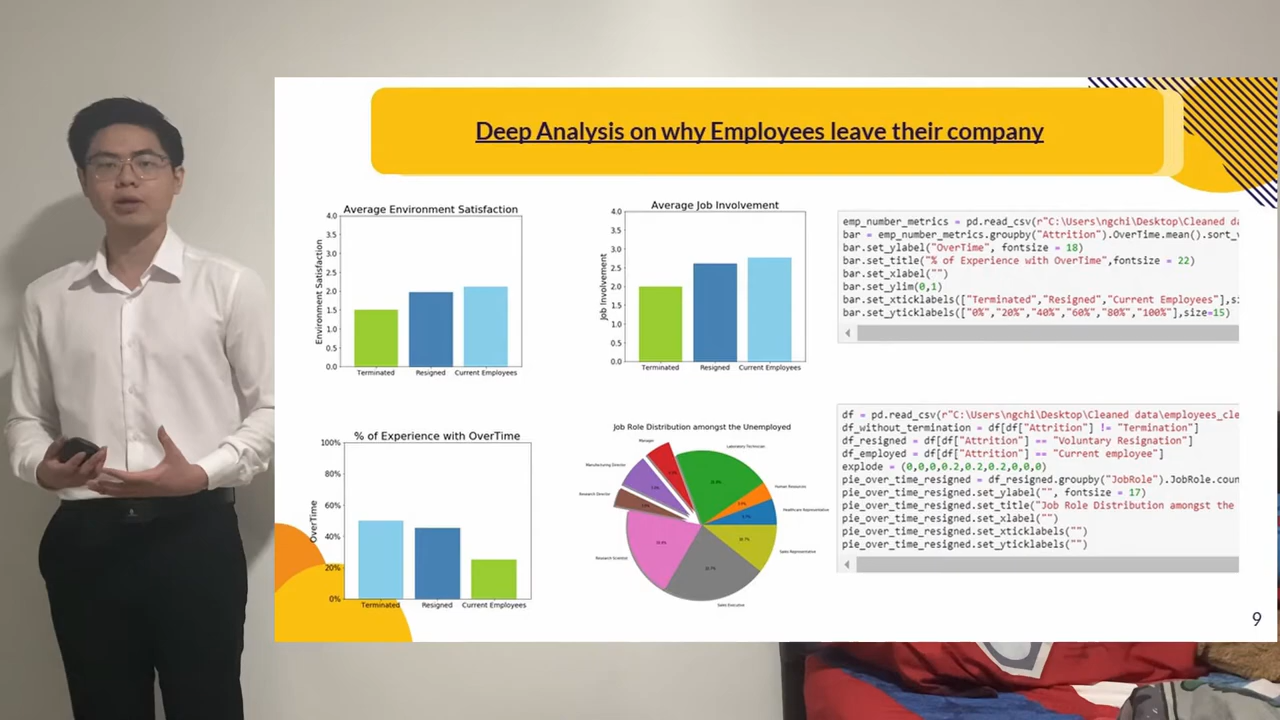 Deep Analysis on why Employees leave their company
Average Environment Satisfaction
Environment Satisfaction
4.0
3.5
3.0
2.5
2.0
1.5
1.0
0.5
0.0
Terminated Resigned Current Employees
Average Job Involvement
Job Involvement
4.0
3.5
3.0
2.5
2.0
1.5
1.0
0.5
0.0
Terminated Resigned Current Employees
emp_number_metrics = pd.read_csv(r"C:\Users\ngchi\Desktop\Cleaned da
bar = emp_number_metrics.groupby("Attrition").OverTime.mean().sort_v
bar.set_ylabel("OverTime", fontsize = 18)
bar.set_title("% of Experience with OverTime",fontsize = 22)
bar.set_xlabel("")
bar.set_ylim(0,1)
bar.set_xticklabels(["Terminated","Resigned","Current Employees"],si
bar.set_yticklabels(["0%","20%","40%","60%","80%","100%"],size=15)
% of Experience with OverTime
OverTime
100%
80%
60%
40%
20%
0%
Terminated Resigned Current Employees
Job Role Distribution amongst the Unemployed
Manager
Laboratory Technician
Manufacturing Director
Human Resources
Research Director
Healthcare Representative
Sales Representative
Research Scientist
Sales Executive
df = pd.read_csv(r"C:\Users\ngchi\Desktop\Cleaned data\employees_cle
df_without_termination = df[df["Attrition"] != "Termination"]
df_resigned = df[df["Attrition"] == "Voluntary Resignation"]
df_employed = df[df["Attrition"] == "Current employee"]
explode = (0,0,0,0.2,0.2,0.2,0,0,0)
pie_over_time_resigned = df_resigned.groupby("JobRole").JobRole.coun
pie_over_time_resigned.set_ylabel("", fontsize = 17)
pie_over_time_resigned.set_title("Job Role Distribution amongst the
pie_over_time_resigned.set_xlabel("")
pie_over_time_resigned.set_xticklabels("")
pie_over_time_resigned.set_yticklabels("")
9